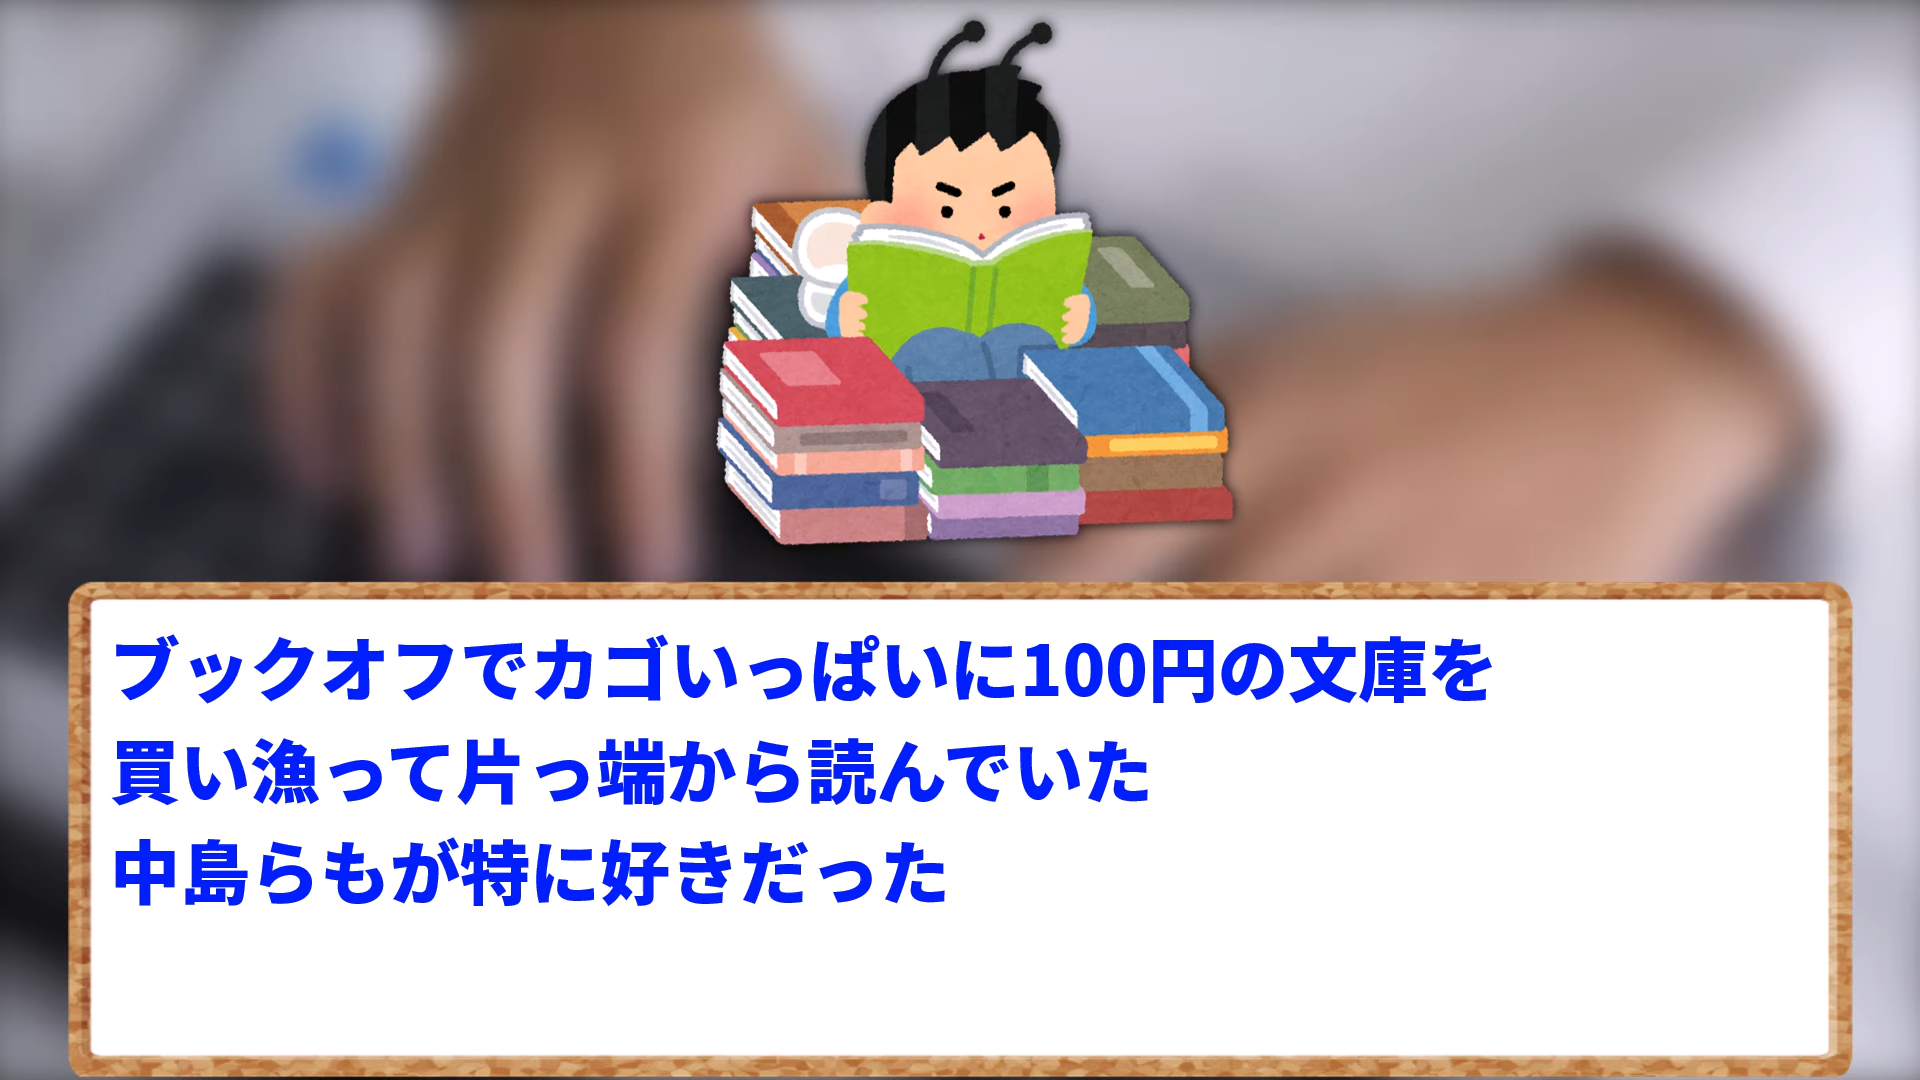 ブックオフでカゴいっぱいに100円の文庫を
買い漁って片っ端から読んでいた
中島らもが特に好きだった